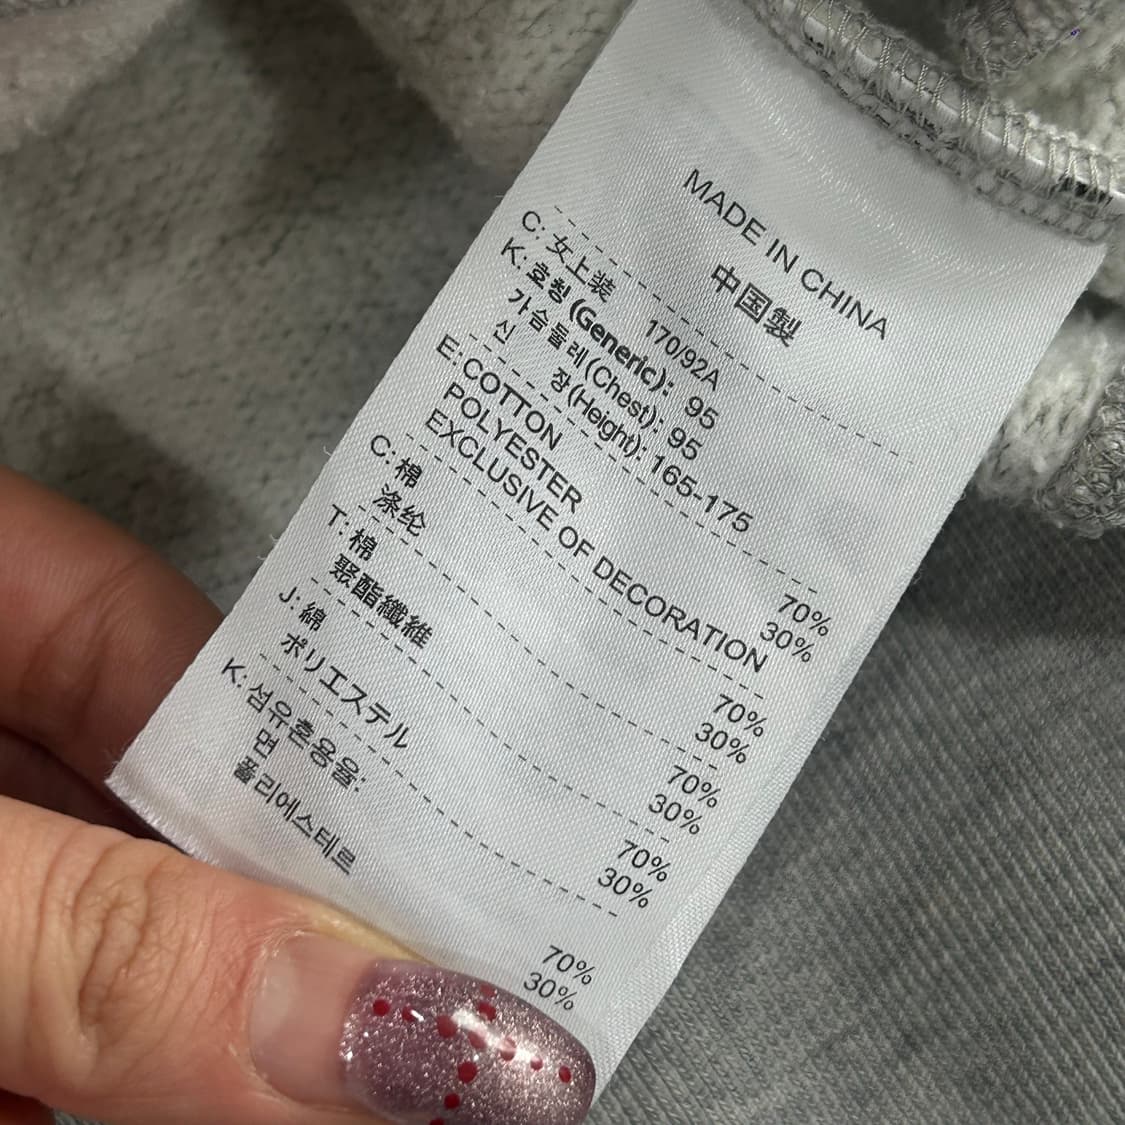 MADE IN CHINA
中国製
C: 女上装 170/92A
K: 호칭(Generic): 95
가슴둘레(Chest): 95
신 장(Height): 165-175
E: COTTON 70%
POLYESTER 30%
EXCLUSIVE OF DECORATION
C: 棉 70%
涤纶 30%
T: 棉 70%
聚酯纖維 30%
J: 綿 70%
ポリエステル 30%
K: 섬유혼용율:
면 70%
폴리에스테르 30%